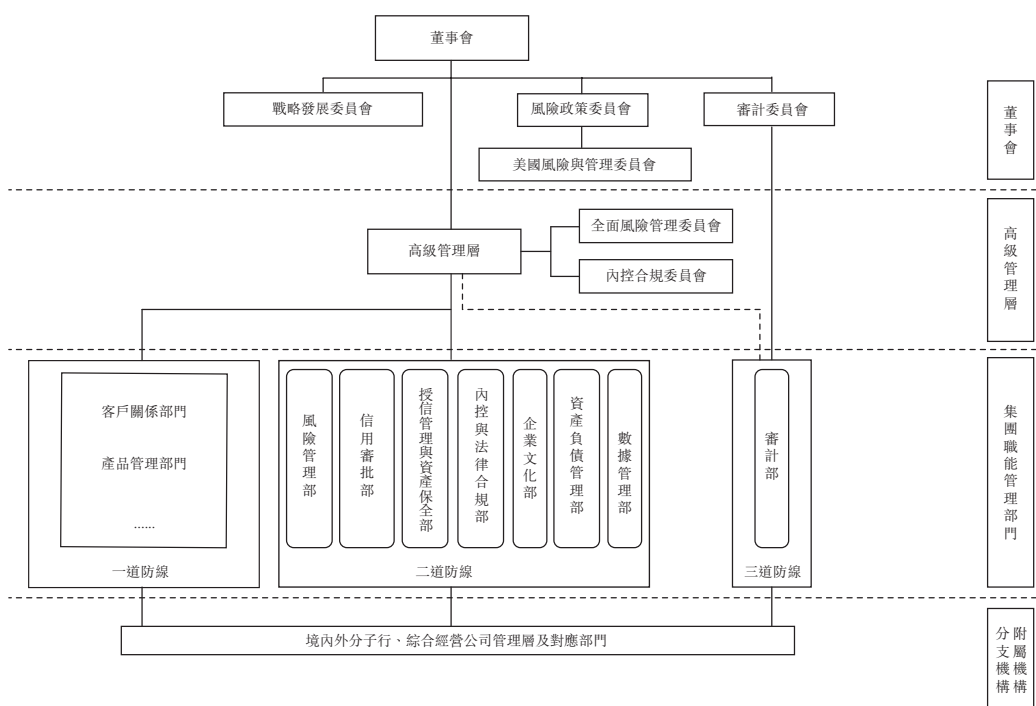 董事會
戰略發展委員會
風險政策委員會
審計委員會
美國風險與管理委員會
董事會
高級管理層
全面風險管理委員會
內控合規委員會
高級管理層
客戶關係部門
產品管理部門
......
一道防線
風險管理部
信用審批部
授信管理與資產保全部
內控與法律合規部
企業文化部
資產負債管理部
數據管理部
二道防線
審計部
三道防線
集團職能管理部門
境內外分子行、綜合經營公司管理層及對應部門
附屬機構
分支機構